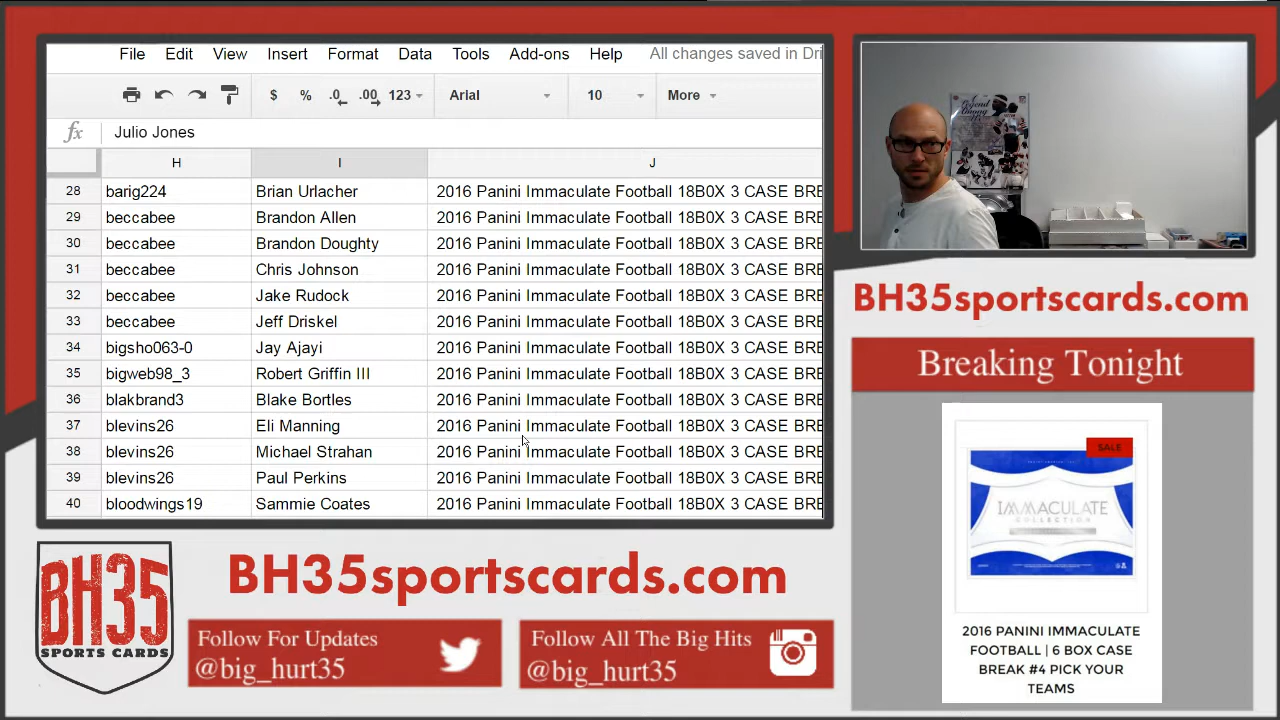 File Edit View Insert Format Data Tools Add-ons Help All changes saved in Dri
$ % .0 .00 123 Arial 10 More
fx Julio Jones
H I J
28 barig224 Brian Urlacher 2016 Panini Immaculate Football 18B0X 3 CASE BRE
29 beccabee Brandon Allen 2016 Panini Immaculate Football 18B0X 3 CASE BRE
30 beccabee Brandon Doughty 2016 Panini Immaculate Football 18B0X 3 CASE BRE
31 beccabee Chris Johnson 2016 Panini Immaculate Football 18B0X 3 CASE BRE
32 beccabee Jake Rudock 2016 Panini Immaculate Football 18B0X 3 CASE BRE
33 beccabee Jeff Driskel 2016 Panini Immaculate Football 18B0X 3 CASE BRE
34 bigsho063-0 Jay Ajayi 2016 Panini Immaculate Football 18B0X 3 CASE BRE
35 bigweb98_3 Robert Griffin III 2016 Panini Immaculate Football 18B0X 3 CASE BRE
36 blakbrand3 Blake Bortles 2016 Panini Immaculate Football 18B0X 3 CASE BRE
37 blevins26 Eli Manning 2016 Panini Immaculate Football 18B0X 3 CASE BRE
38 blevins26 Michael Strahan 2016 Panini Immaculate Football 18B0X 3 CASE BRE
39 blevins26 Paul Perkins 2016 Panini Immaculate Football 18B0X 3 CASE BRE
40 bloodwings19 Sammie Coates 2016 Panini Immaculate Football 18B0X 3 CASE BRE
BH35sportscards.com
Breaking Tonight
SALE
IMMACULATE
COLLECTION
2016 PANINI IMMACULATE
FOOTBALL | 6 BOX CASE
BREAK #4 PICK YOUR
TEAMS
BH35
SPORTS CARDS
BH35sportscards.com
Follow For Updates
@big_hurt35
Follow All The Big Hits
@big_hurt35